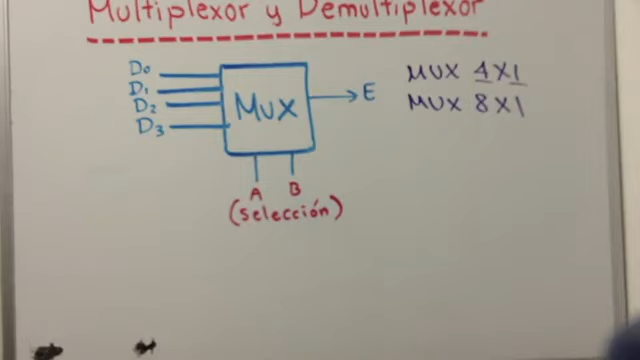 Multiplexor y Demultiplexor
D0
D1
D2
D3
MUX
E
A B
(selección)
MUX 4X1
MUX 8X1